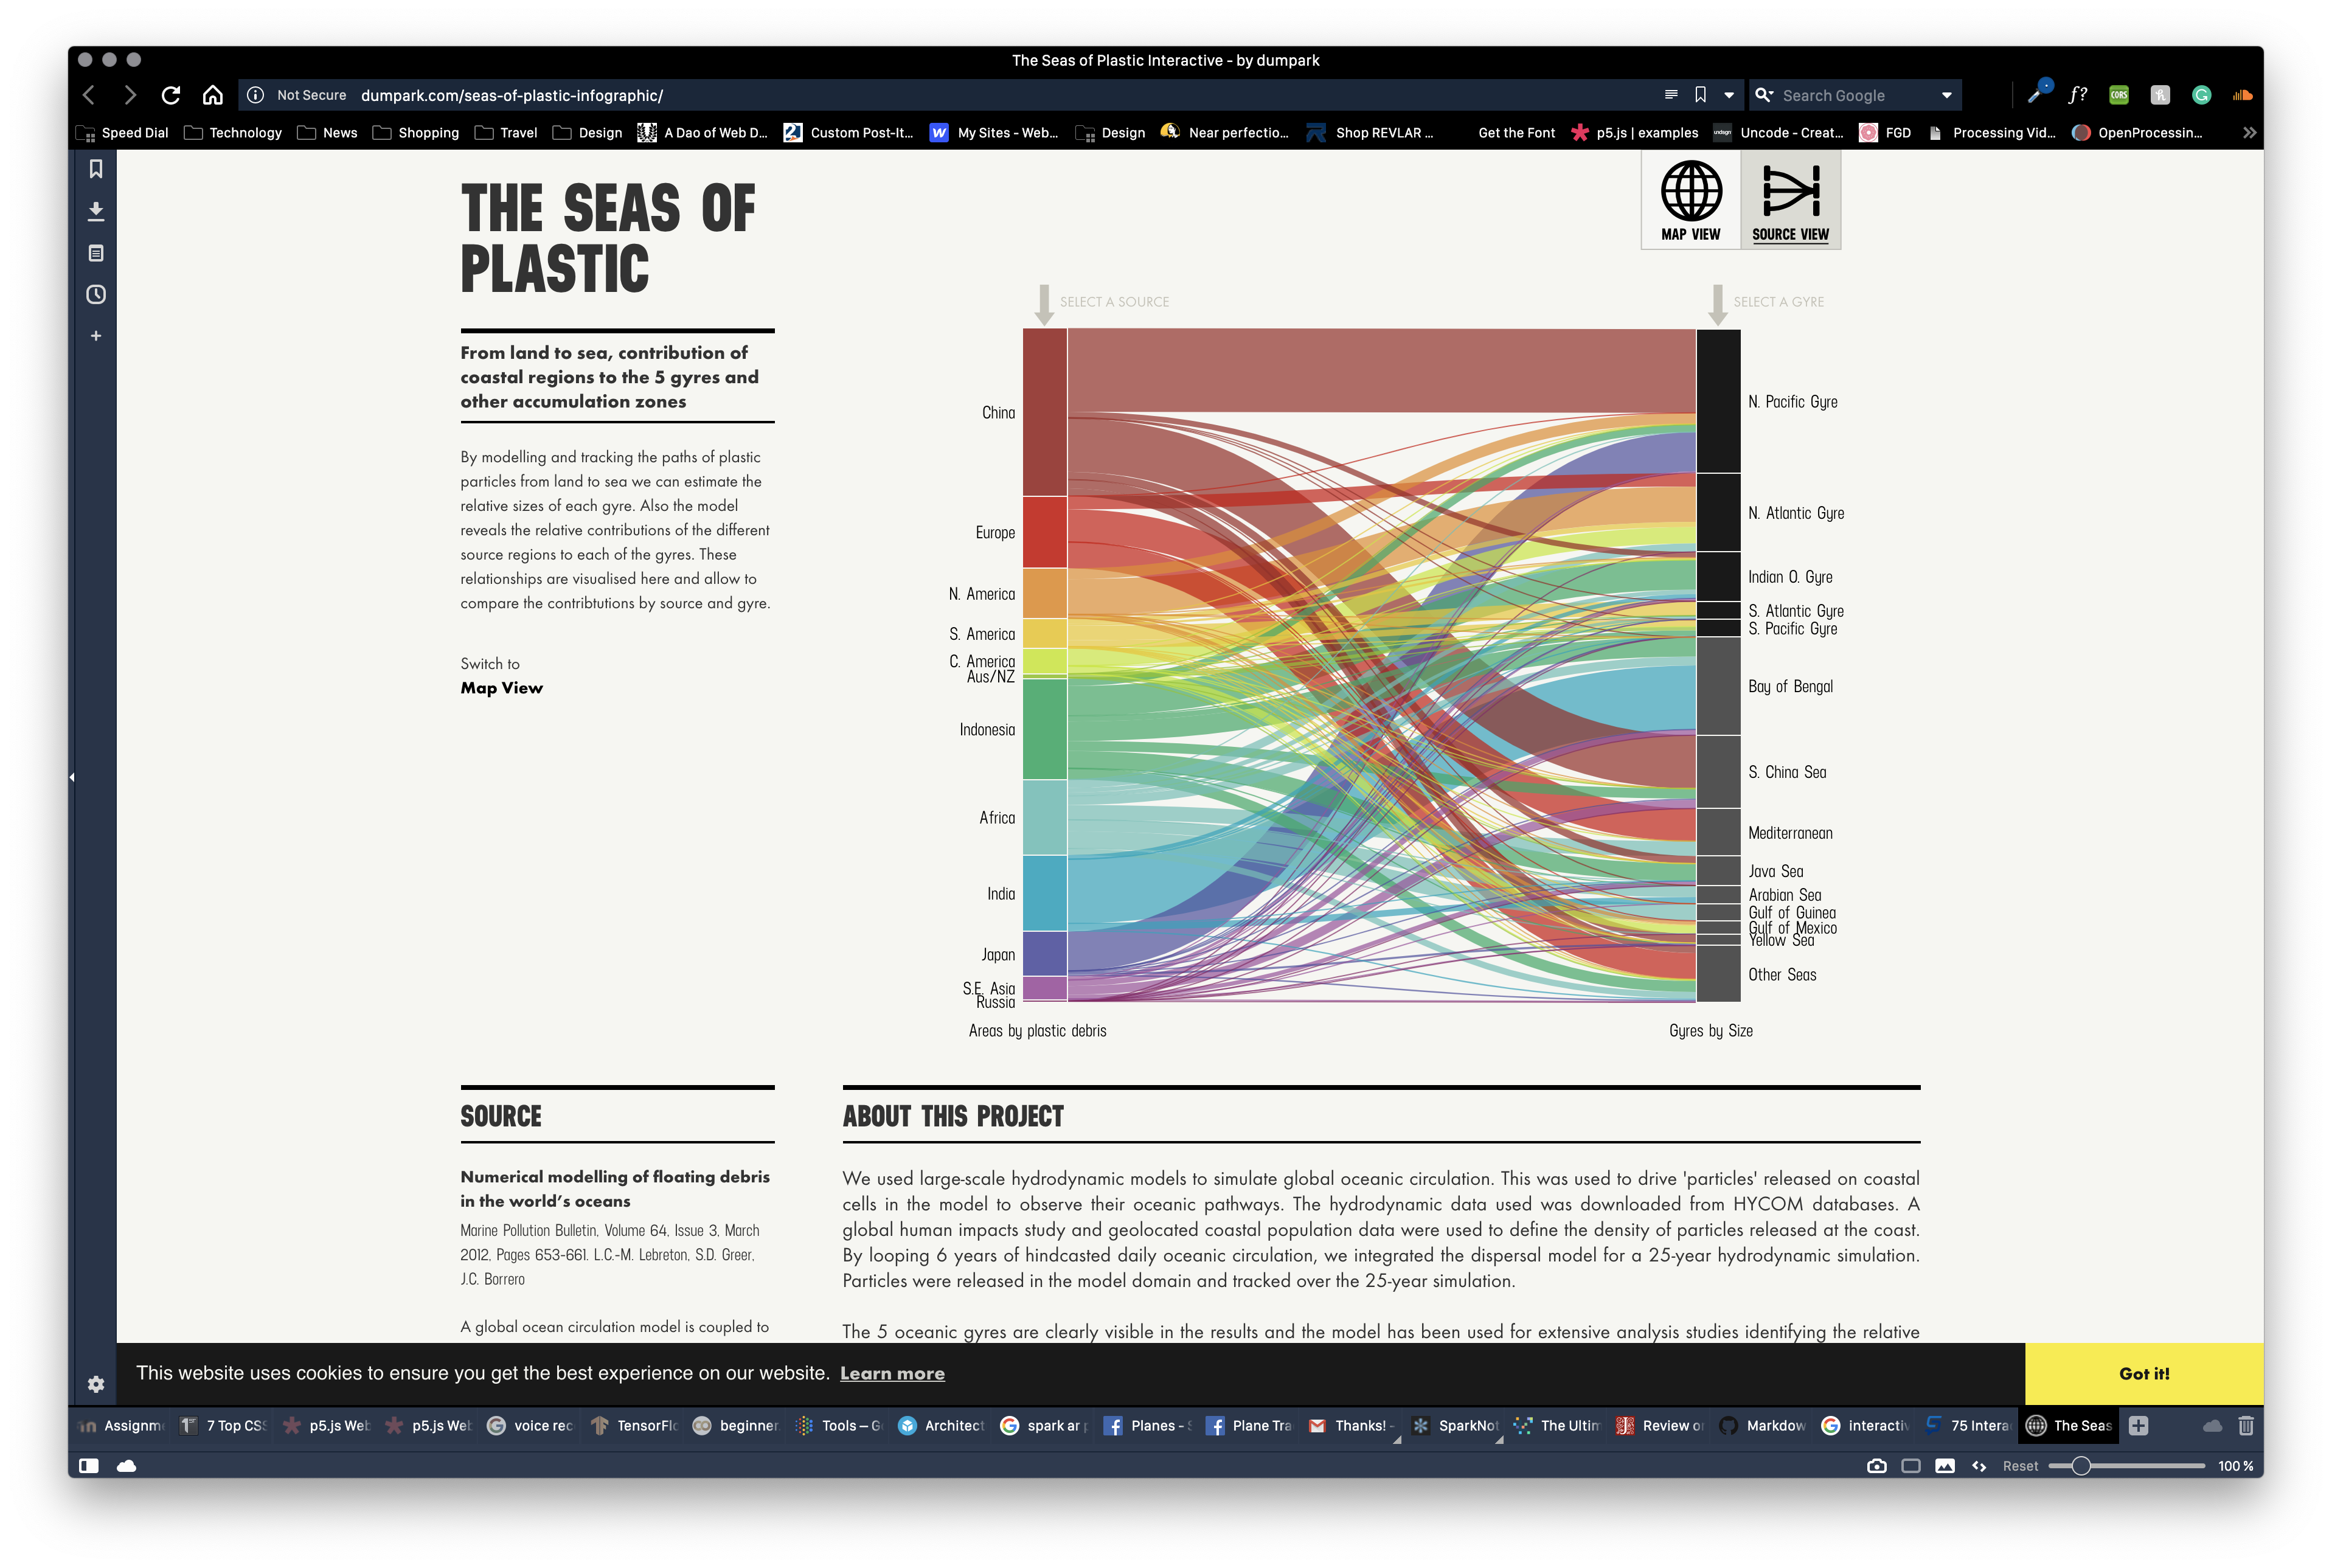 The Seas of Plastic Interactive - by dumpark
Not Secure dumpark.com/seas-of-plastic-infographic/
Search Google
f?
CORS
Speed Dial
Technology
News
Shopping
Travel
Design
A Dao of Web D...
Custom Post-It...
My Sites - Web...
Design
Near perfectio...
Shop REVLAR ...
Get the Font
p5.js | examples
Uncode - Creat...
FGD
Processing Vid...
OpenProcessin...
THE SEAS OF
PLASTIC
MAP VIEW
SOURCE VIEW
From land to sea, contribution of
coastal regions to the 5 gyres and
other accumulation zones
By modelling and tracking the paths of plastic
particles from land to sea we can estimate the
relative sizes of each gyre. Also the model
reveals the relative contributions of the different
source regions to each of the gyres. These
relationships are visualised here and allow to
compare the contribtutions by source and gyre.
Switch to
Map View
SELECT A SOURCE
SELECT A GYRE
China
Europe
N. America
S. America
C. America
Aus/NZ
Indonesia
Africa
India
Japan
S.E. Asia
Russia
Areas by plastic debris
N. Pacific Gyre
N. Atlantic Gyre
Indian O. Gyre
S. Atlantic Gyre
S. Pacific Gyre
Bay of Bengal
S. China Sea
Mediterranean
Java Sea
Arabian Sea
Gulf of Guinea
Gulf of Mexico
Yellow Sea
Other Seas
Gyres by Size
SOURCE
Numerical modelling of floating debris
in the world's oceans
Marine Pollution Bulletin, Volume 64, Issue 3, March
2012, Pages 653-661. L.C.-M. Lebreton, S.D. Greer,
J.C. Borrero
A global ocean circulation model is coupled to
ABOUT THIS PROJECT
We used large-scale hydrodynamic models to simulate global oceanic circulation. This was used to drive 'particles' released on coastal
cells in the model to observe their oceanic pathways. The hydrodynamic data used was downloaded from HYCOM databases. A
global human impacts study and geolocated coastal population data were used to define the density of particles released at the coast.
By looping 6 years of hindcasted daily oceanic circulation, we integrated the dispersal model for a 25-year hydrodynamic simulation.
Particles were released in the model domain and tracked over the 25-year simulation.
The 5 oceanic gyres are clearly visible in the results and the model has been used for extensive analysis studies identifying the relative
This website uses cookies to ensure you get the best experience on our website. Learn more
Got it!
Assignm
7 Top CSS
p5.js Web
p5.js Web
voice rec
TensorFlo
beginner.
Tools – G
Architect
spark ar
Planes - S
Plane Tra
Thanks! -
SparkNot
The Ultim
Review or
Markdow
interactiv
75 Intera
The Seas
Reset
100 %